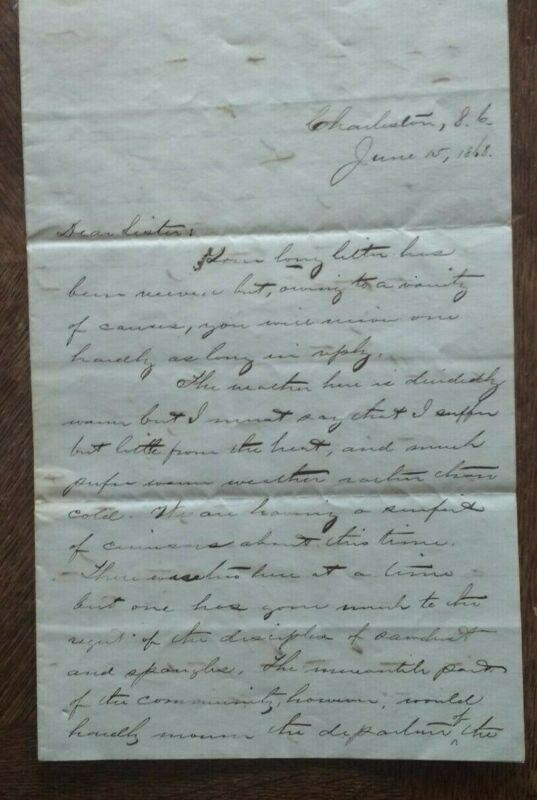 Charleston, S.C.
June 15, 1868.
Dear Sister:
Your long letter has
been received but, owing to a variety
of causes, you will receive one
hardly as long in reply.
The weather here is decidedly
warm but I must say that I suffer
but little from the heat, and much
prefer warm weather rather than
cold. We are having a surfeit
of circuses about this time.
There were two here at a time
but one has gone much to the
regret of the disciples of sawdust
and spangles. The mercantile part
of the community, however, would
hardly mourn the departure of the